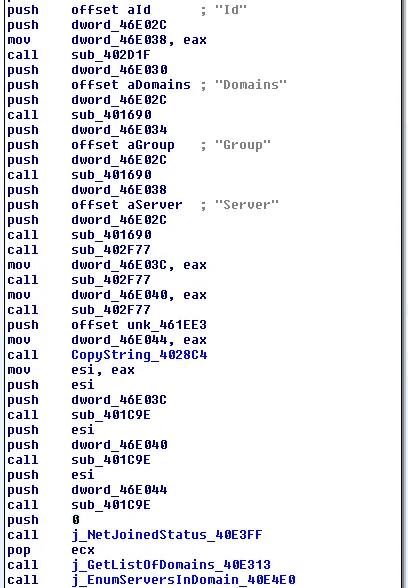 push offset aId ; "Id"
push dword_46E02C
mov dword_46E038, eax
call sub_402D1F
push dword_46E030
push offset aDomains ; "Domains"
push dword_46E02C
call sub_401690
push dword_46E034
push offset aGroup ; "Group"
push dword_46E02C
call sub_401690
push dword_46E038
push offset aServer ; "Server"
push dword_46E02C
call sub_401690
call sub_402F77
mov dword_46E03C, eax
call sub_402F77
mov dword_46E040, eax
call sub_402F77
push offset unk_461EE3
mov dword_46E044, eax
call CopyString_4028C4
mov esi, eax
push esi
push dword_46E03C
call sub_401C9E
push esi
push dword_46E040
call sub_401C9E
push esi
push dword_46E044
call sub_401C9E
push 0
call j_NetJoinedStatus_40E3FF
pop ecx
call j_GetListOfDomains_40E313
call j_EnumServersInDomain_40E4E0